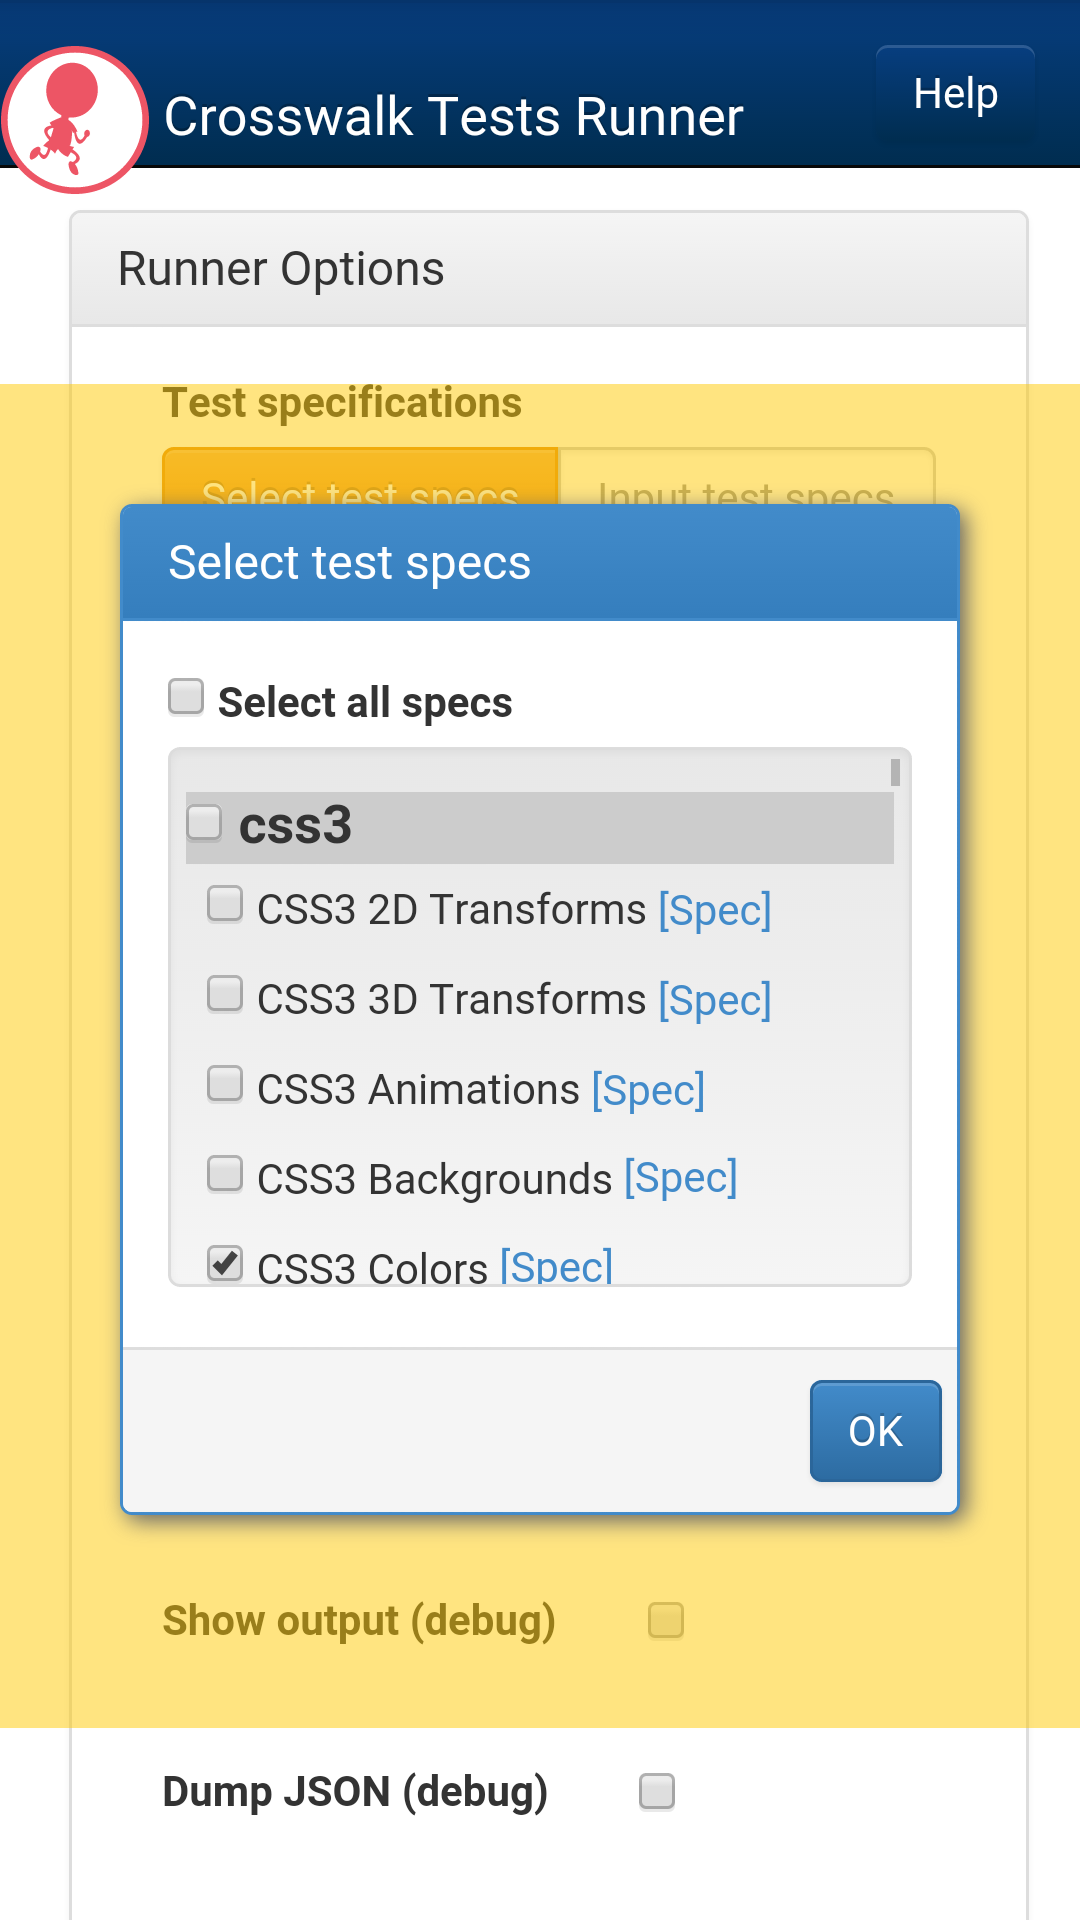 Crosswalk Tests Runner
Help
Runner Options
Test specifications
Select test specs
Input test specs
Select test specs
Select all specs
css3
CSS3 2D Transforms [Spec]
CSS3 3D Transforms [Spec]
CSS3 Animations [Spec]
CSS3 Backgrounds [Spec]
CSS3 Colors [Spec]
OK
Show output (debug)
Dump JSON (debug)